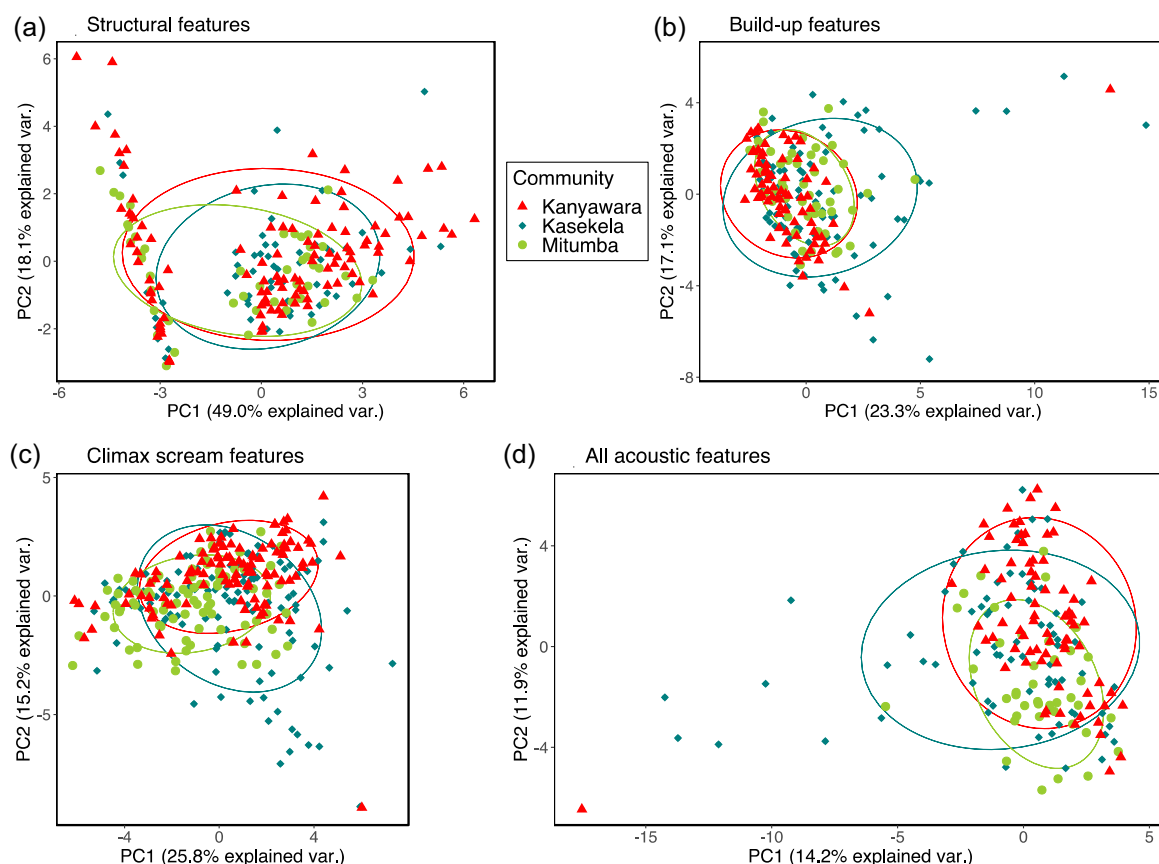 (a) Structural features
6
4
2
0
-2
PC2 (18.1% explained var.)
-6 -3 0 3 6
PC1 (49.0% explained var.)
(b) Build-up features
4
0
-4
-8
PC2 (17.1% explained var.)
0 5 10 15
PC1 (23.3% explained var.)
Community
Kanyawara
Kasekela
Mitumba
(c) Climax scream features
5
0
-5
PC2 (15.2% explained var.)
-4 0 4
PC1 (25.8% explained var.)
(d) All acoustic features
4
0
-4
PC2 (11.9% explained var.)
-15 -10 -5 0 5
PC1 (14.2% explained var.)